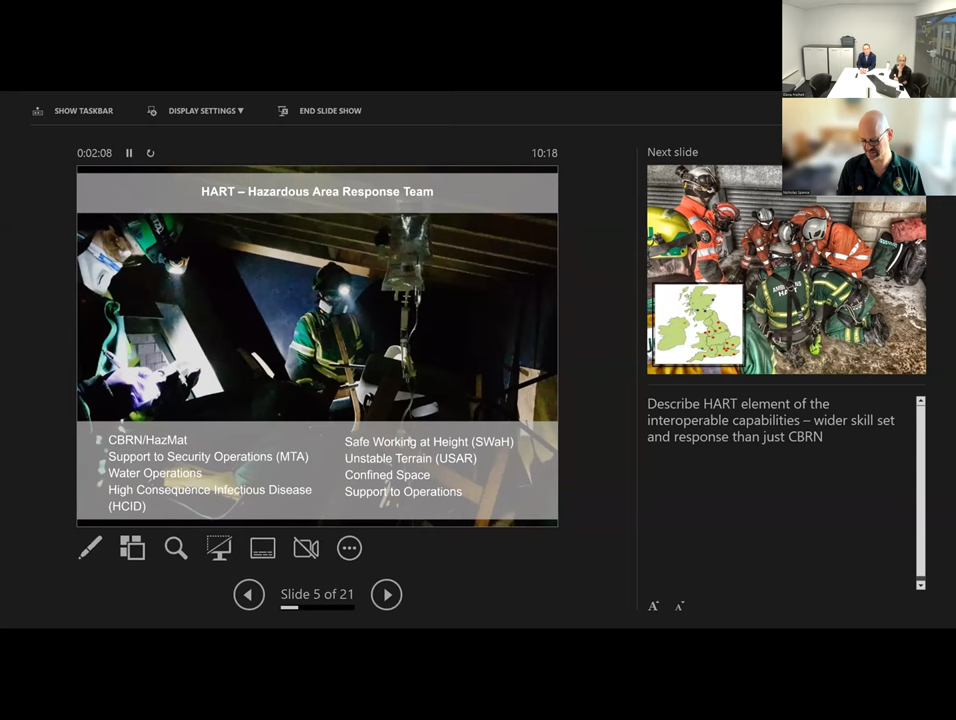 SHOW TASKBAR
DISPLAY SETTINGS ▼
END SLIDE SHOW
0:02:08
10:18
Next slide
HART – Hazardous Area Response Team
CBRN/HazMat
Support to Security Operations (MTA)
Water Operations
High Consequence Infectious Disease
(HCID)
Safe Working at Height (SWaH)
Unstable Terrain (USAR)
Confined Space
Support to Operations
Slide 5 of 21
Describe HART element of the
interoperable capabilities – wider skill set
and response than just CBRN
A
A
Nicholas Spence